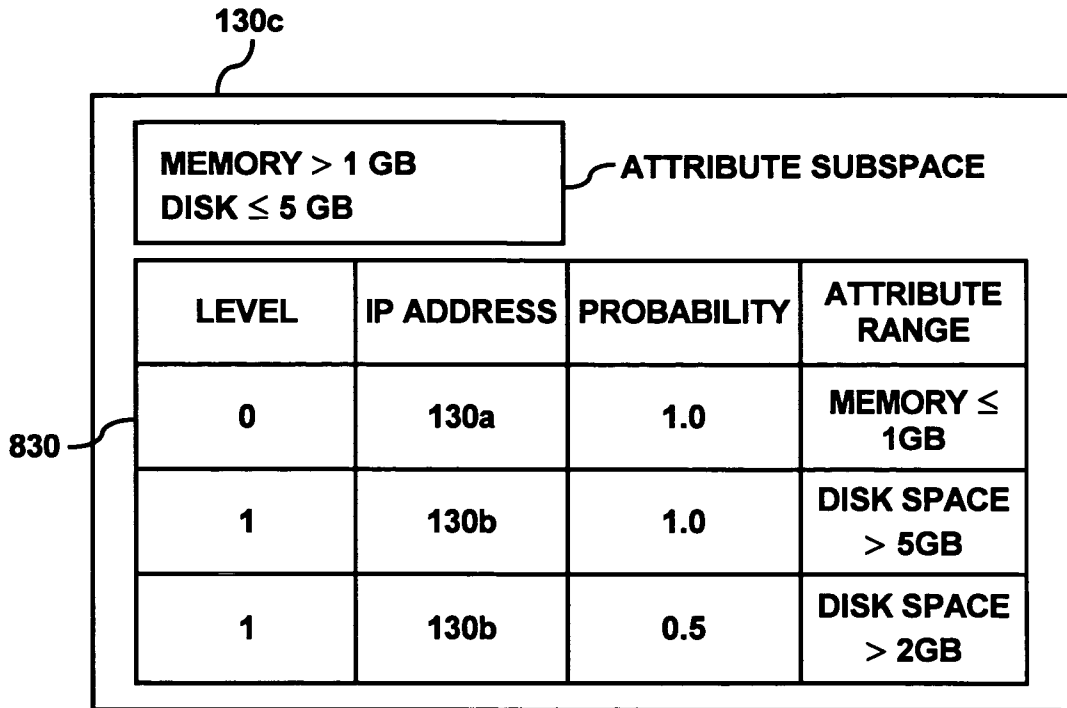 130c
MEMORY > 1 GB
DISK ≤ 5 GB
ATTRIBUTE SUBSPACE
LEVEL
IP ADDRESS
PROBABILITY
ATTRIBUTE
RANGE
0
130a
1.0
MEMORY ≤
1GB
830
1
130b
1.0
DISK SPACE
> 5GB
1
130b
0.5
DISK SPACE
> 2GB